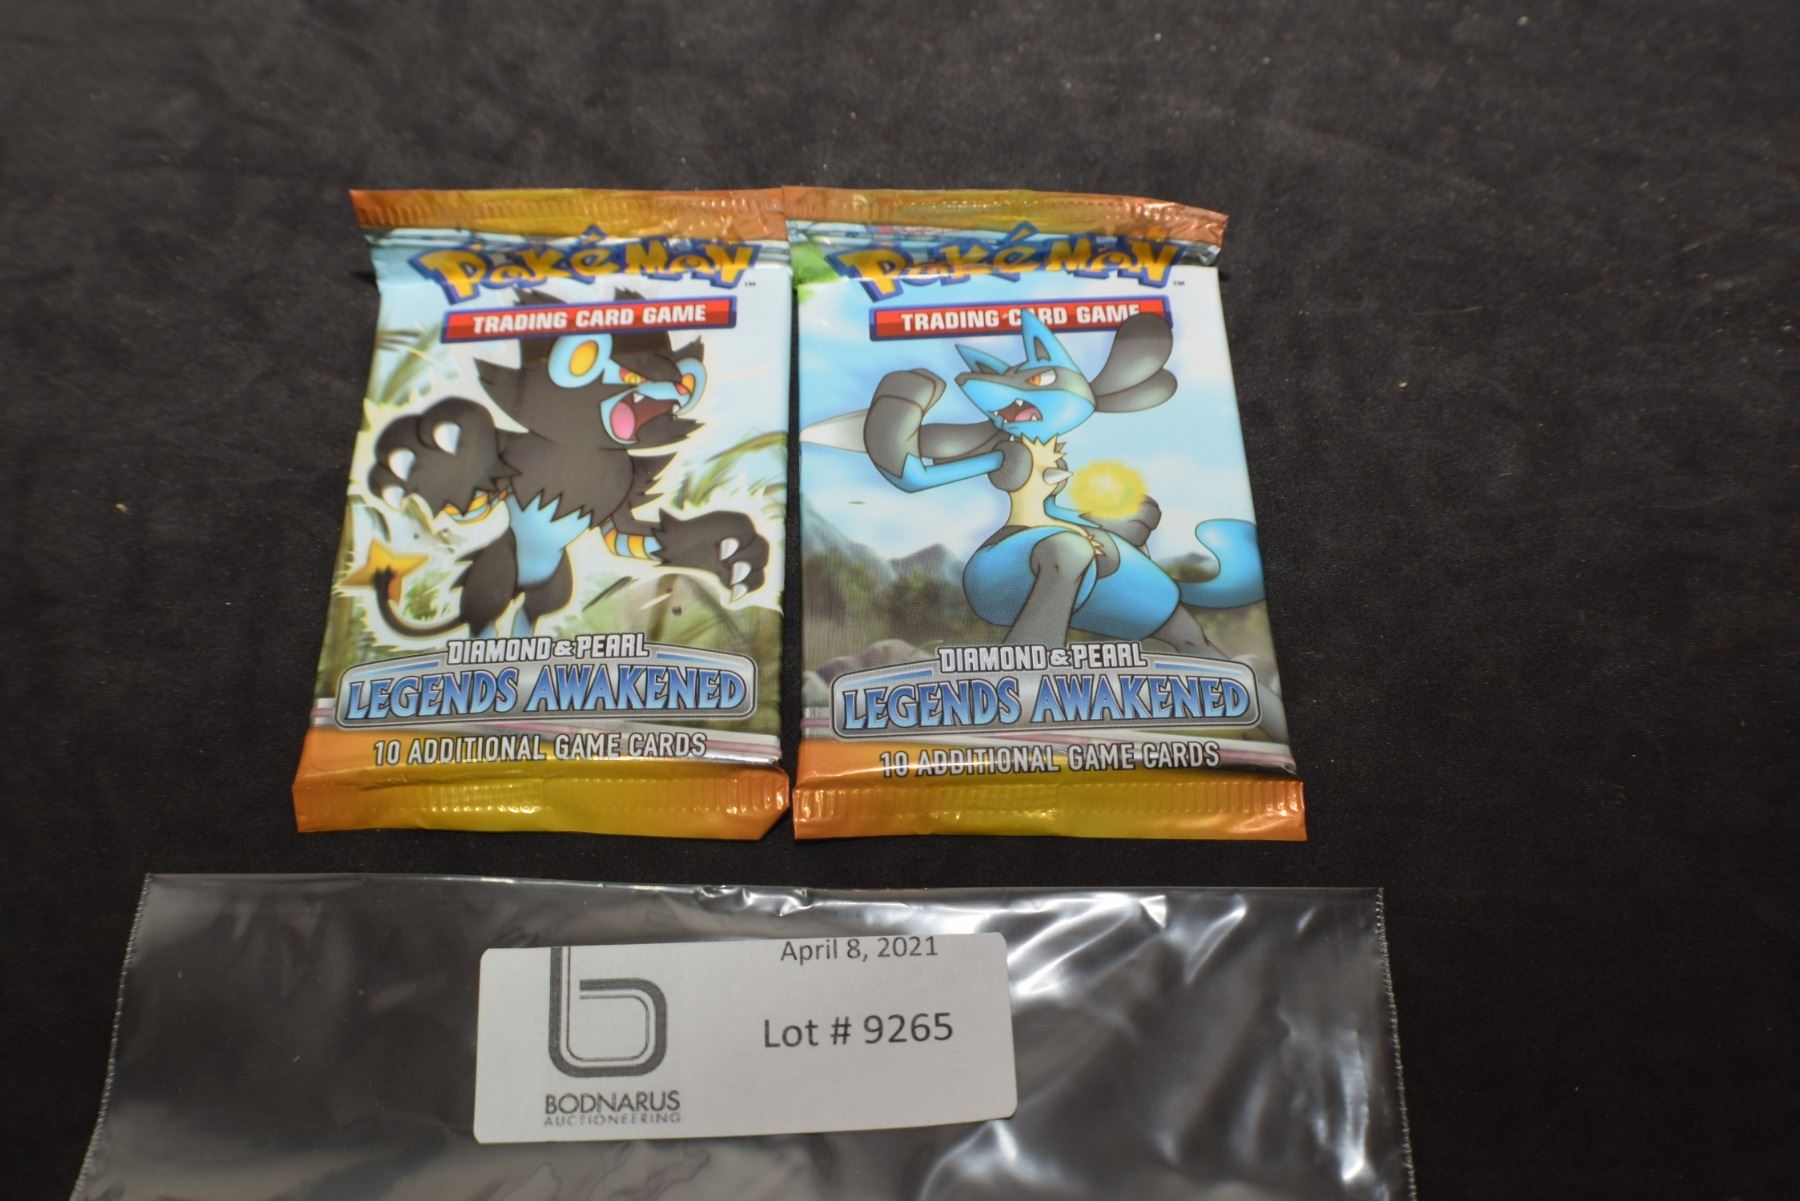 Pokémon
TRADING CARD GAME
DIAMOND & PEARL
LEGENDS AWAKENED
10 ADDITIONAL GAME CARDS
Pokémon
TRADING CARD GAME
DIAMOND & PEARL
LEGENDS AWAKENED
10 ADDITIONAL GAME CARDS
April 8, 2021
Lot # 9265
b
BODNARUS
AUCTIONEERING